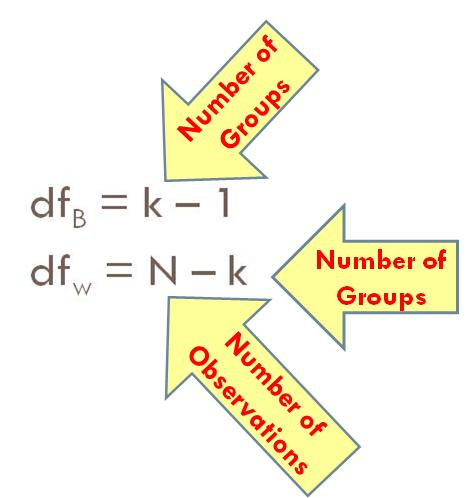 Number of
Groups
df_B = k – 1
df_w = N – k
Number of
Groups
Number of
Observations